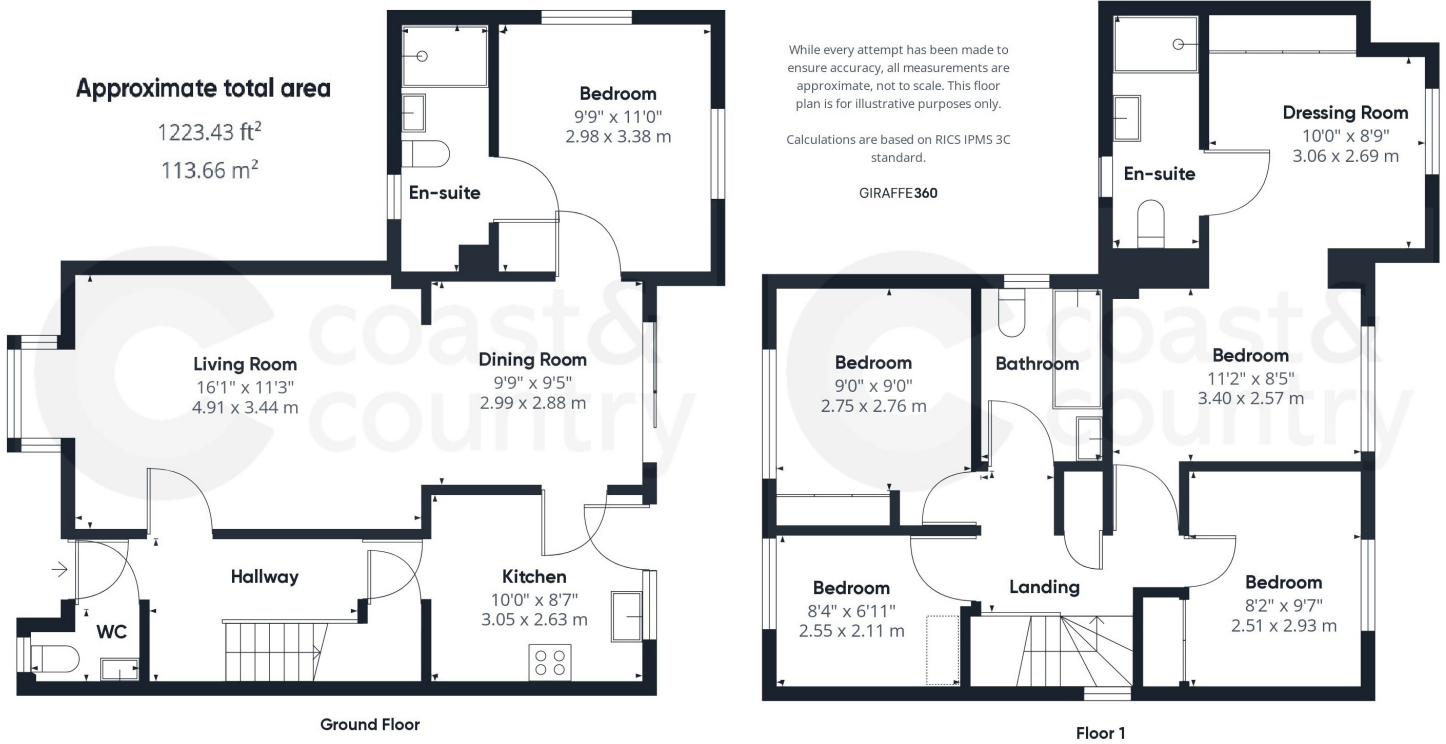 Approximate total area
1223.43 ft²
113.66 m²
En-suite
Bedroom
9'9" x 11'0"
2.98 x 3.38 m
Living Room
16'1" x 11'3"
4.91 x 3.44 m
Dining Room
9'9" x 9'5"
2.99 x 2.88 m
Hallway
Kitchen
10'0" x 8'7"
3.05 x 2.63 m
WC
Ground Floor
coast&
country
While every attempt has been made to
ensure accuracy, all measurements are
approximate, not to scale. This floor
plan is for illustrative purposes only.
Calculations are based on RICS IPMS 3C
standard.
GIRAFFE360
Dressing Room
10'0" x 8'9"
3.06 x 2.69 m
En-suite
Bedroom
9'0" x 9'0"
2.75 x 2.76 m
Bathroom
Bedroom
11'2" x 8'5"
3.40 x 2.57 m
Bedroom
8'4" x 6'11"
2.55 x 2.11 m
Landing
Bedroom
8'2" x 9'7"
2.51 x 2.93 m
Floor 1
coast&
country